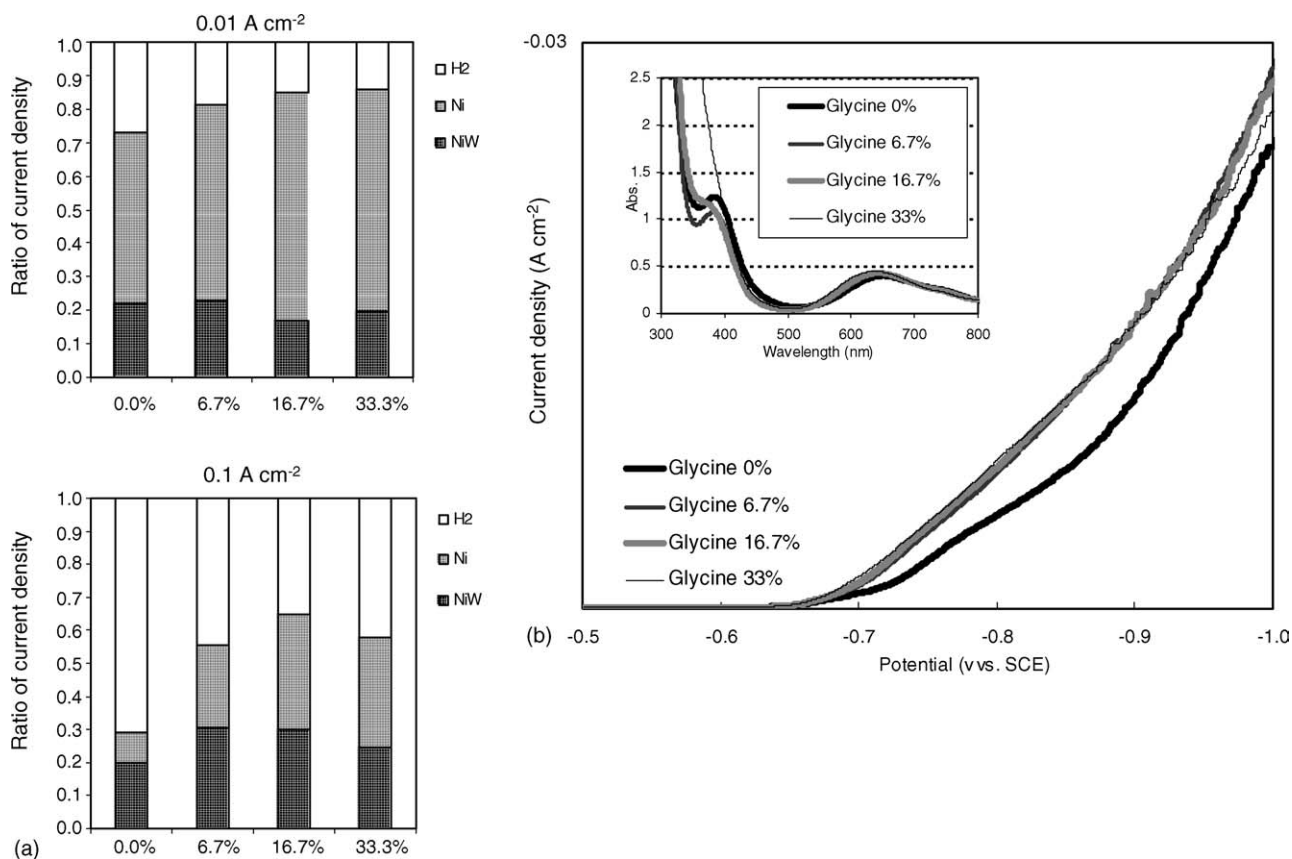 0.01 A cm-2
Ratio of current density
1.0
0.9
0.8
0.7
0.6
0.5
0.4
0.3
0.2
0.1
0.0
0.0% 6.7% 16.7% 33.3%
H2
Ni
NiW
0.1 A cm-2
Ratio of current density
1.0
0.9
0.8
0.7
0.6
0.5
0.4
0.3
0.2
0.1
0.0
0.0% 6.7% 16.7% 33.3%
H2
Ni
NiW
(a)
-0.03
Current density (A cm-2)
2.5
2
1.5
1
0.5
0
Abs.
300 400 500 600 700 800
Wavelength (nm)
Glycine 0%
Glycine 6.7%
Glycine 16.7%
Glycine 33%
Glycine 0%
Glycine 6.7%
Glycine 16.7%
Glycine 33%
(b)
-0.5 -0.6 -0.7 -0.8 -0.9 -1.0
Potential (v vs. SCE)